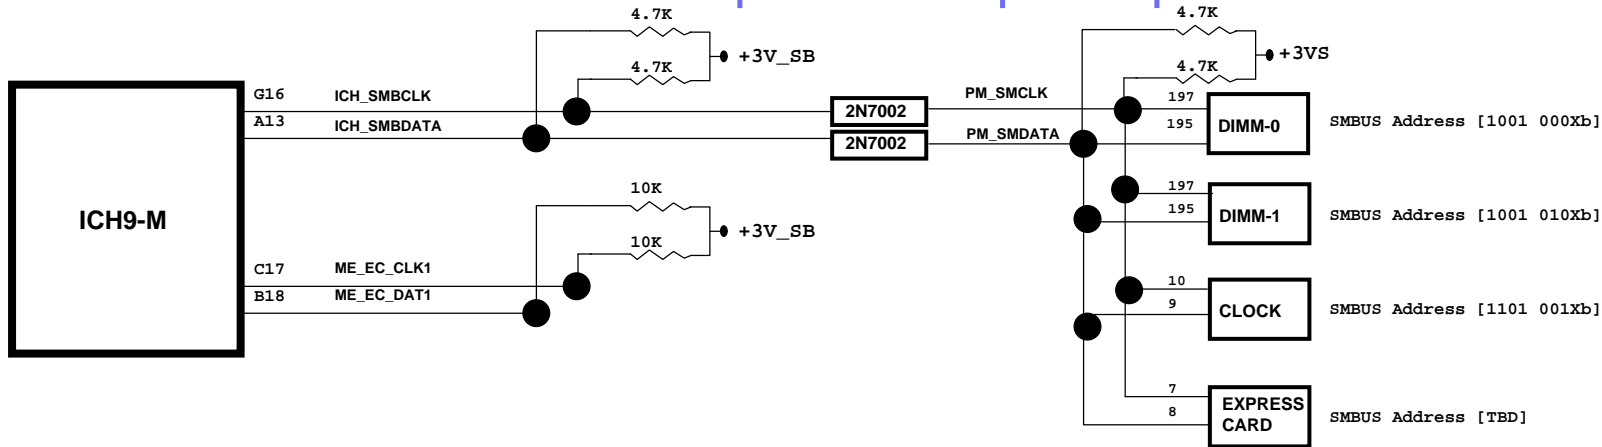 4.7K
4.7K
+3V_SB
4.7K
4.7K
+3VS
ICH9-M
G16
ICH_SMBCLK
A13
ICH_SMBDATA
2N7002
2N7002
PM_SMCLK
PM_SMDATA
197
195
DIMM-0
SMBUS Address [1001 000Xb]
10K
10K
+3V_SB
197
195
DIMM-1
SMBUS Address [1001 010Xb]
C17
ME_EC_CLK1
B18
ME_EC_DAT1
10
9
CLOCK
SMBUS Address [1101 001Xb]
7
8
EXPRESS
CARD
SMBUS Address [TBD]